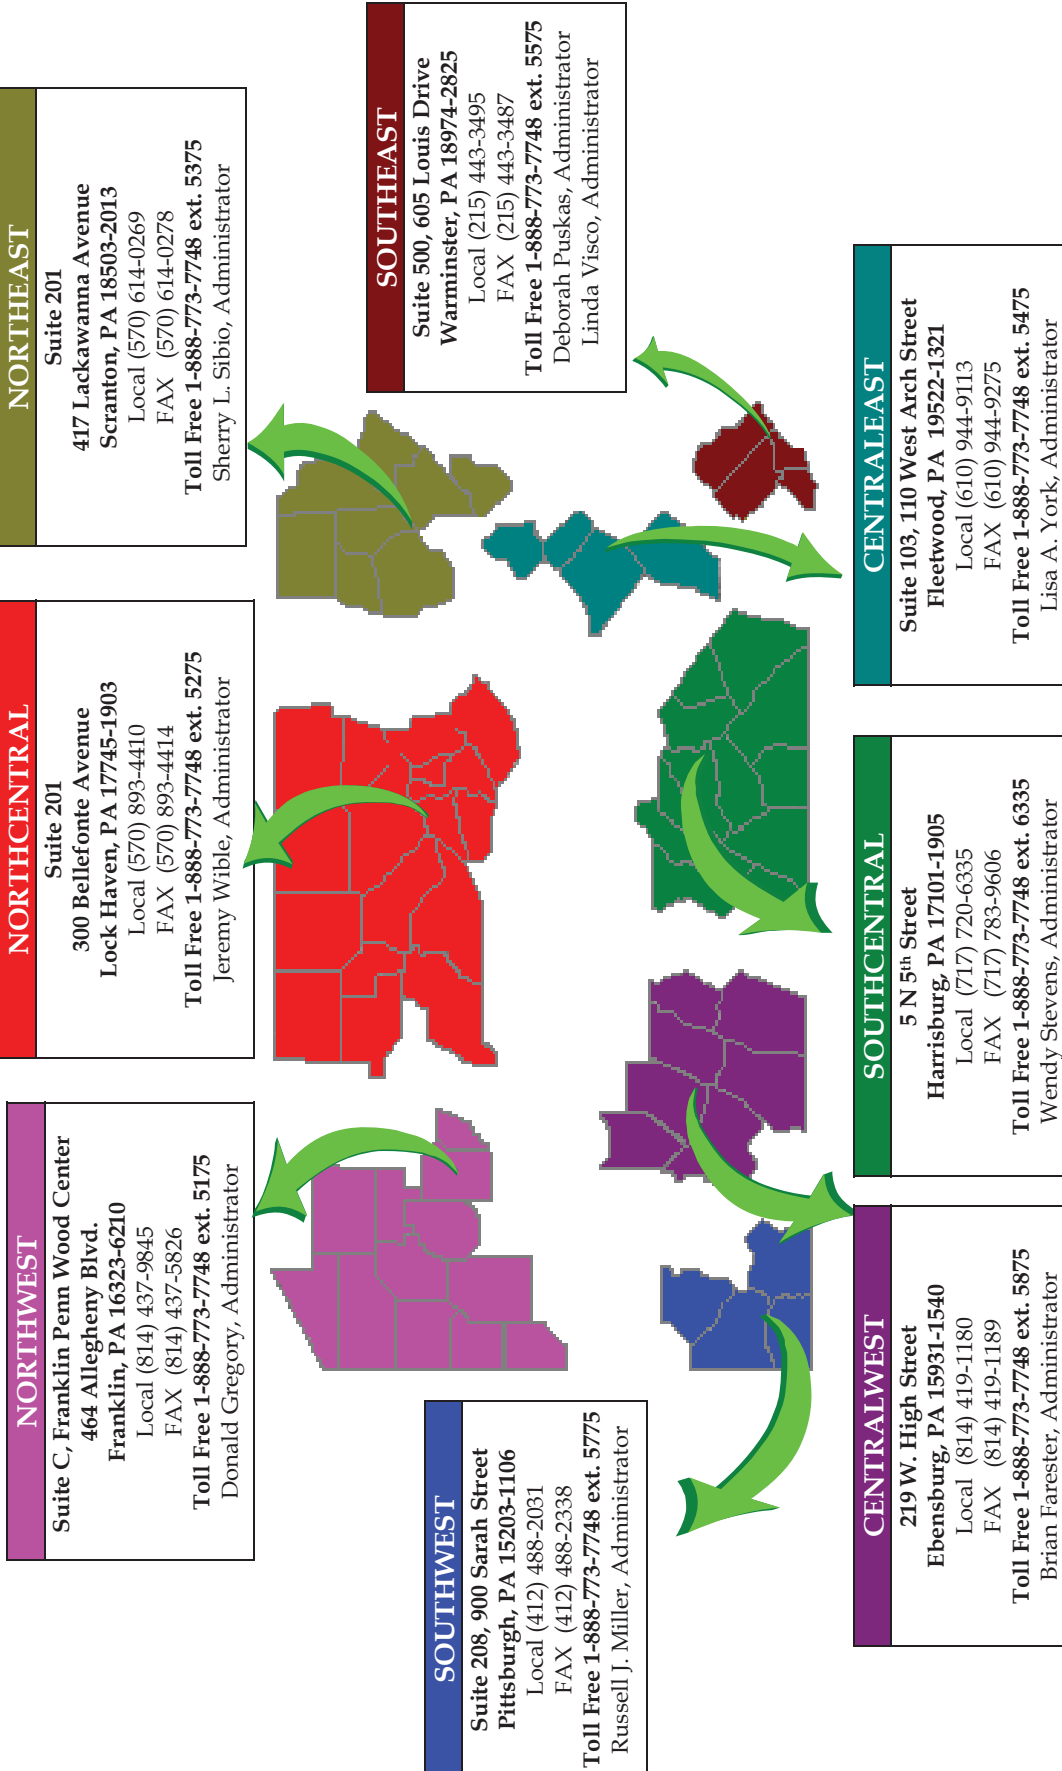 NORTHWEST
Suite C, Franklin Penn Wood Center
464 Allegheny Blvd.
Franklin, PA 16323-6210
Local (814) 437-9845
FAX (814) 437-5826
Toll Free 1-888-773-7748 ext. 5175
Donald Gregory, Administrator
NORTHCENTRAL
Suite 201
300 Bellefonte Avenue
Lock Haven, PA 17745-1903
Local (570) 893-4410
FAX (570) 893-4414
Toll Free 1-888-773-7748 ext. 5275
Jeremy Wible, Administrator
NORTHEAST
Suite 201
417 Lackawanna Avenue
Scranton, PA 18503-2013
Local (570) 614-0269
FAX (570) 614-0278
Toll Free 1-888-773-7748 ext. 5375
Sherry L. Sibio, Administrator
SOUTHWEST
Suite 208, 900 Sarah Street
Pittsburgh, PA 15203-1106
Local (412) 488-2031
FAX (412) 488-2338
Toll Free 1-888-773-7748 ext. 5775
Russell J. Miller, Administrator
SOUTHEAST
Suite 500, 605 Louis Drive
Warminster, PA 18974-2825
Local (215) 443-3495
FAX (215) 443-3487
Toll Free 1-888-773-7748 ext. 5575
Deborah Puskas, Administrator
Linda Visco, Administrator
CENTRALWEST
219 W. High Street
Ebensburg, PA 15931-1540
Local (814) 419-1180
FAX (814) 419-1189
Toll Free 1-888-773-7748 ext. 5875
Brian Farester, Administrator
SOUTHCENTRAL
5 N 5th Street
Harrisburg, PA 17101-1905
Local (717) 720-6335
FAX (717) 783-9606
Toll Free 1-888-773-7748 ext. 6335
Wendy Stevens, Administrator
CENTRALEAST
Suite 103, 110 West Arch Street
Fleetwood, PA 19522-1321
Local (610) 944-9113
FAX (610) 944-9275
Toll Free 1-888-773-7748 ext. 5475
Lisa A. York, Administrator